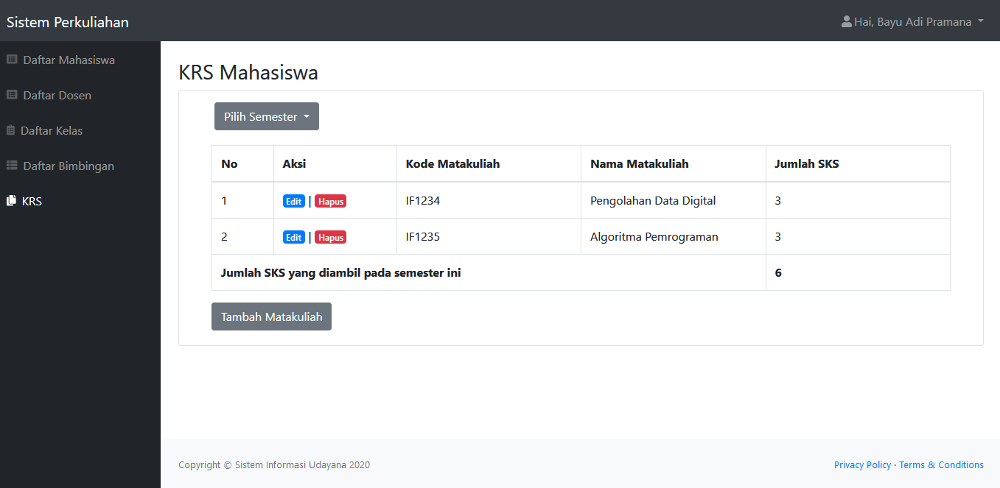 Sistem Perkuliahan
Hai, Bayu Adi Pramana
Daftar Mahasiswa
Daftar Dosen
Daftar Kelas
Daftar Bimbingan
KRS
KRS Mahasiswa
Pilih Semester
No Aksi Kode Matakuliah Nama Matakuliah Jumlah SKS
1 Edit | Hapus IF1234 Pengolahan Data Digital 3
2 Edit | Hapus IF1235 Algoritma Pemrograman 3
Jumlah SKS yang diambil pada semester ini 6
Tambah Matakuliah
Copyright © Sistem Informasi Udayana 2020
Privacy Policy · Terms & Conditions